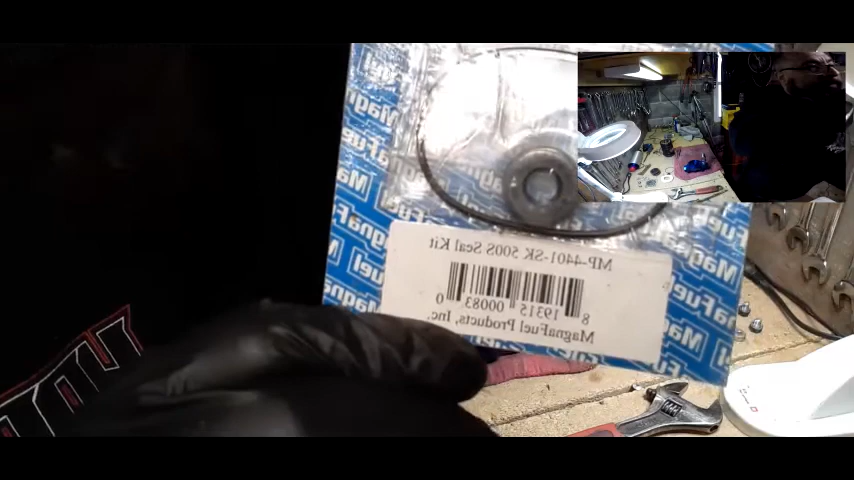 MagnaFuel
MP-4401-SK 500S Seal Kit
8 19315 00083 0
MagnaFuel Products, Inc.